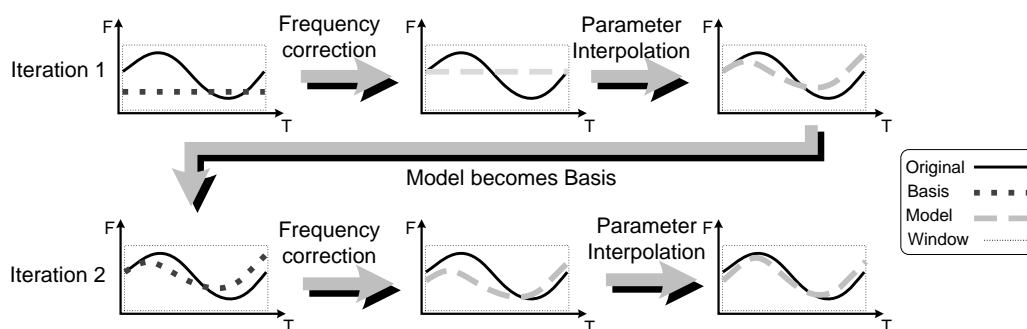 F
Frequency
correction
F
Parameter
Interpolation
F
Iteration 1
T
T
T
Model becomes Basis
Original
Basis
Model
Window
F
Frequency
correction
F
Parameter
Interpolation
F
Iteration 2
T
T
T